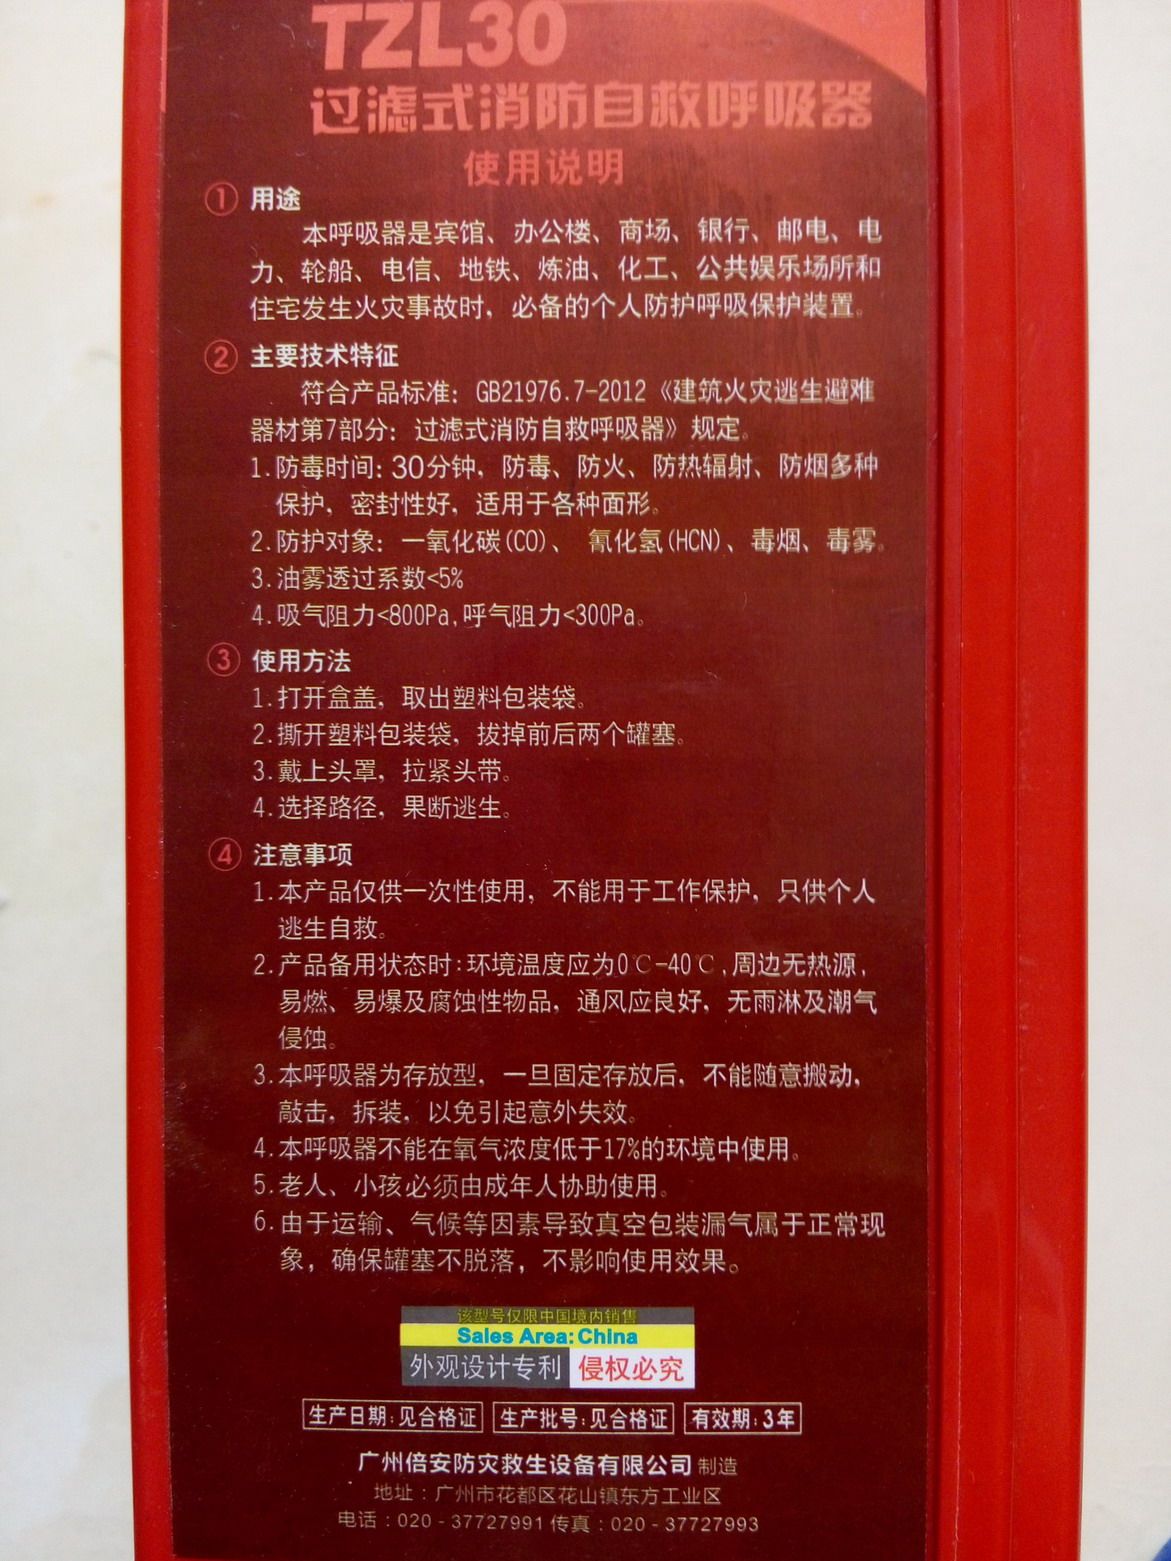 TZL30
过滤式消防自救呼吸器
使用说明
① 用途
本呼吸器是宾馆、办公楼、商场、银行、邮电、电
力、轮船、电信、地铁、炼油、化工、公共娱乐场所和
住宅发生火灾事故时，必备的个人防护呼吸保护装置。
② 主要技术特征
符合产品标准：GB21976.7-2012《建筑火灾逃生避难
器材第7部分：过滤式消防自救呼吸器》规定。
1.防毒时间：30分钟，防毒、防火、防热辐射、防烟多种
保护，密封性好，适用于各种面形。
2.防护对象：一氧化碳(CO)、氰化氢(HCN)、毒烟、毒雾。
3.油雾透过系数<5%
4.吸气阻力<800Pa,呼气阻力<300Pa。
③ 使用方法
1.打开盒盖，取出塑料包装袋。
2.撕开塑料包装袋，拔掉前后两个罐塞。
3.戴上头罩，拉紧头带。
4.选择路径，果断逃生。
④ 注意事项
1.本产品仅供一次性使用，不能用于工作保护，只供个人
逃生自救。
2.产品备用状态时:环境温度应为0℃-40℃,周边无热源，
易燃、易爆及腐蚀性物品，通风应良好，无雨淋及潮气
侵蚀。
3.本呼吸器为存放型，一旦固定存放后，不能随意搬动，
敲击，拆装，以免引起意外失效。
4.本呼吸器不能在氧气浓度低于17%的环境中使用。
5.老人、小孩必须由成年人协助使用。
6.由于运输、气候等因素导致真空包装漏气属于正常现
象，确保罐塞不脱落，不影响使用效果。
该型号仅限中国境内销售
Sales Area:China
外观设计专利 侵权必究
生产日期:见合格证 生产批号:见合格证 有效期:3年
广州倍安防灾救生设备有限公司 制造
地址：广州市花都区花山镇东方工业区
电话：020-37727991 传真：020-37727993